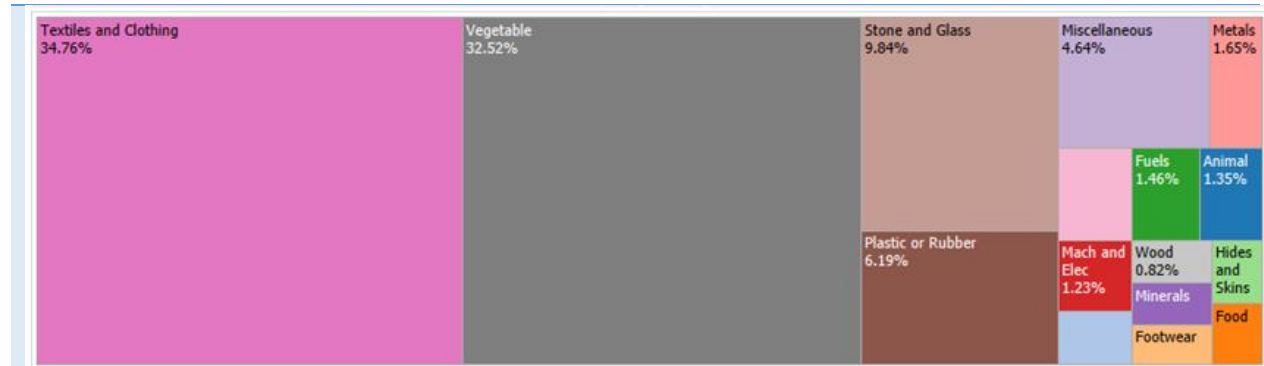 Textiles and Clothing
34.76%
Vegetable
32.52%
Stone and Glass
9.84%
Plastic or Rubber
6.19%
Miscellaneous
4.64%
Metals
1.65%
Fuels
1.46%
Animal
1.35%
Mach and
Elec
1.23%
Wood
0.82%
Minerals
Footwear
Hides
and
Skins
Food